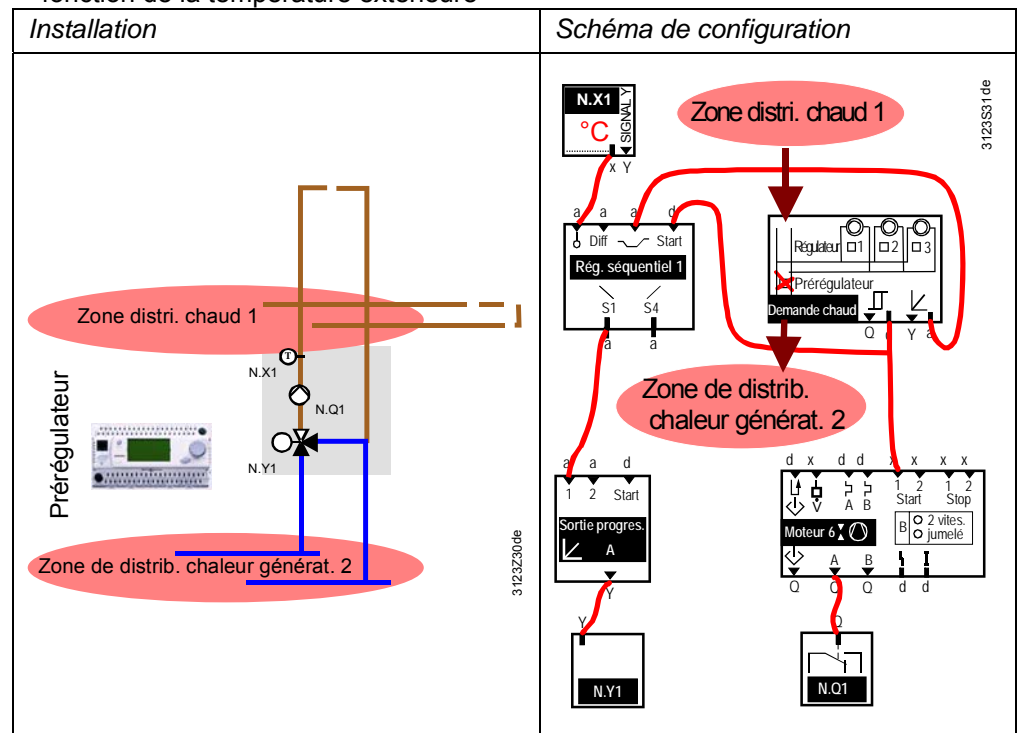 fonction de la température extérieure
Installation
Schéma de configuration
Zone distri. chaud 1
T
N.X1
N.Q1
N.Y1
Prérégulateur
Zone de distrib. chaleur générat. 2
3123Z30de
N.X1
°C
SIGNAL Y
x Y
Zone distri. chaud 1
3123S31de
a a a d
Diff Start
Rég. séquentiel 1
S1 S4
a a
Régulateur 1 2 3
Prérégulateur
Demande chaud
Q d Y a
Zone de distrib.
chaleur générat. 2
a a d
1 2 Start
Sortie progres.
A
Y
Y
N.Y1
d x d d x x x x
A B 1 2 1 2
Start Stop
Moteur 6
B 2 vites.
jumelé
A B
Q Q Q d d
Q
N.Q1